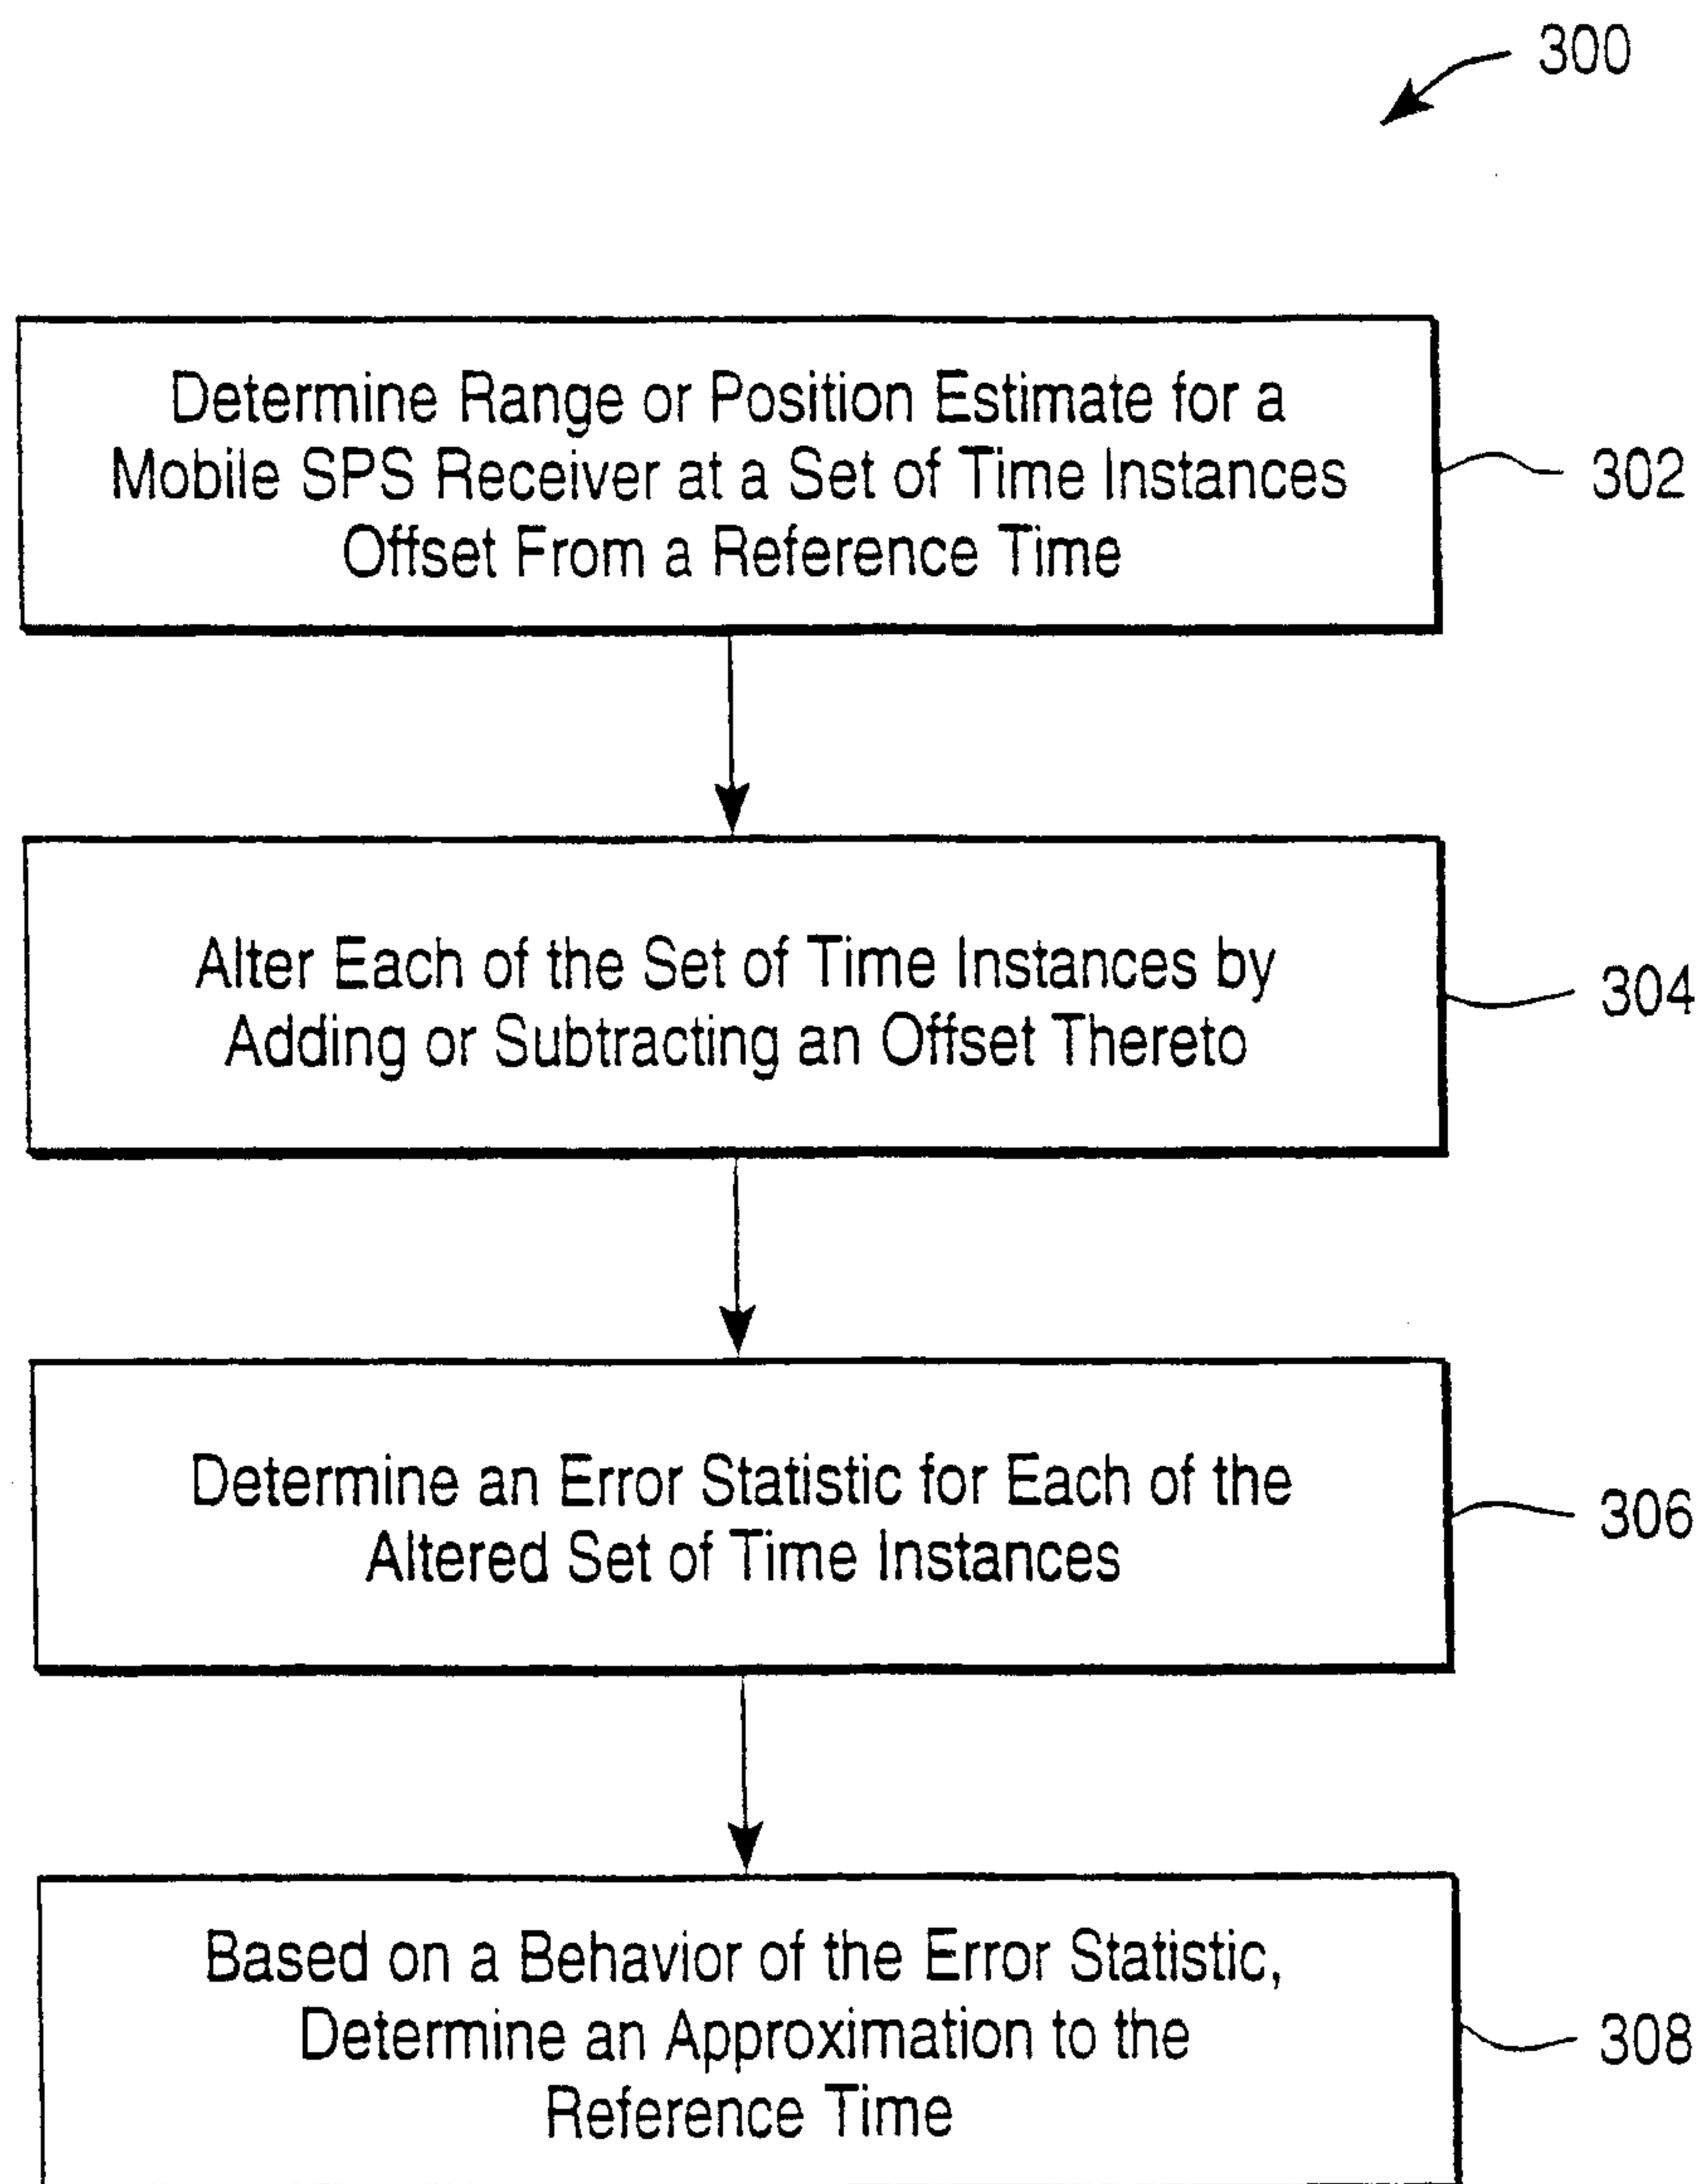 300
Determine Range or Position Estimate for a
Mobile SPS Receiver at a Set of Time Instances
Offset From a Reference Time
302
Alter Each of the Set of Time Instances by
Adding or Subtracting an Offset Thereto
304
Determine an Error Statistic for Each of the
Altered Set of Time Instances
306
Based on a Behavior of the Error Statistic,
Determine an Approximation to the
Reference Time
308